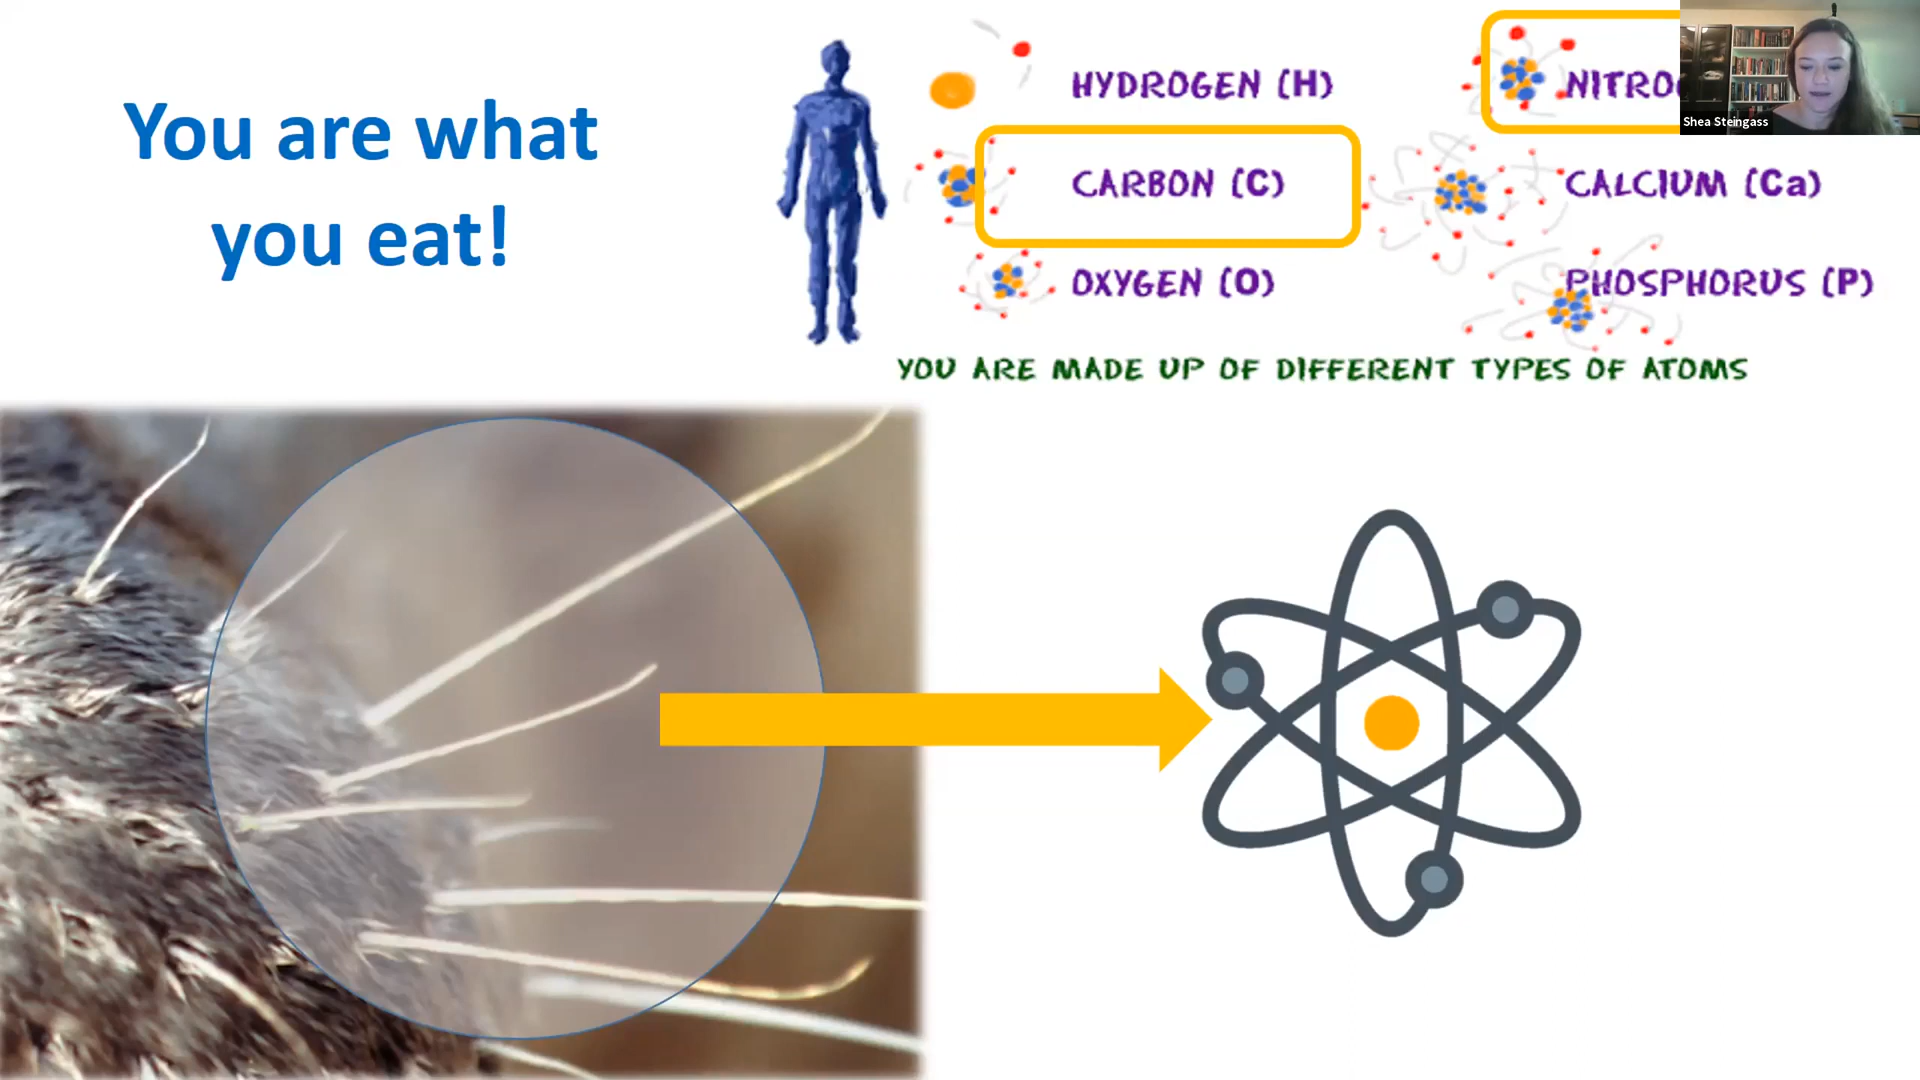 You are what
you eat!
HYDROGEN (H)
CARBON (C)
OXYGEN (O)
CALCIUM (Ca)
PHOSPHORUS (P)
YOU ARE MADE UP OF DIFFERENT TYPES OF ATOMS
Shea Steingass